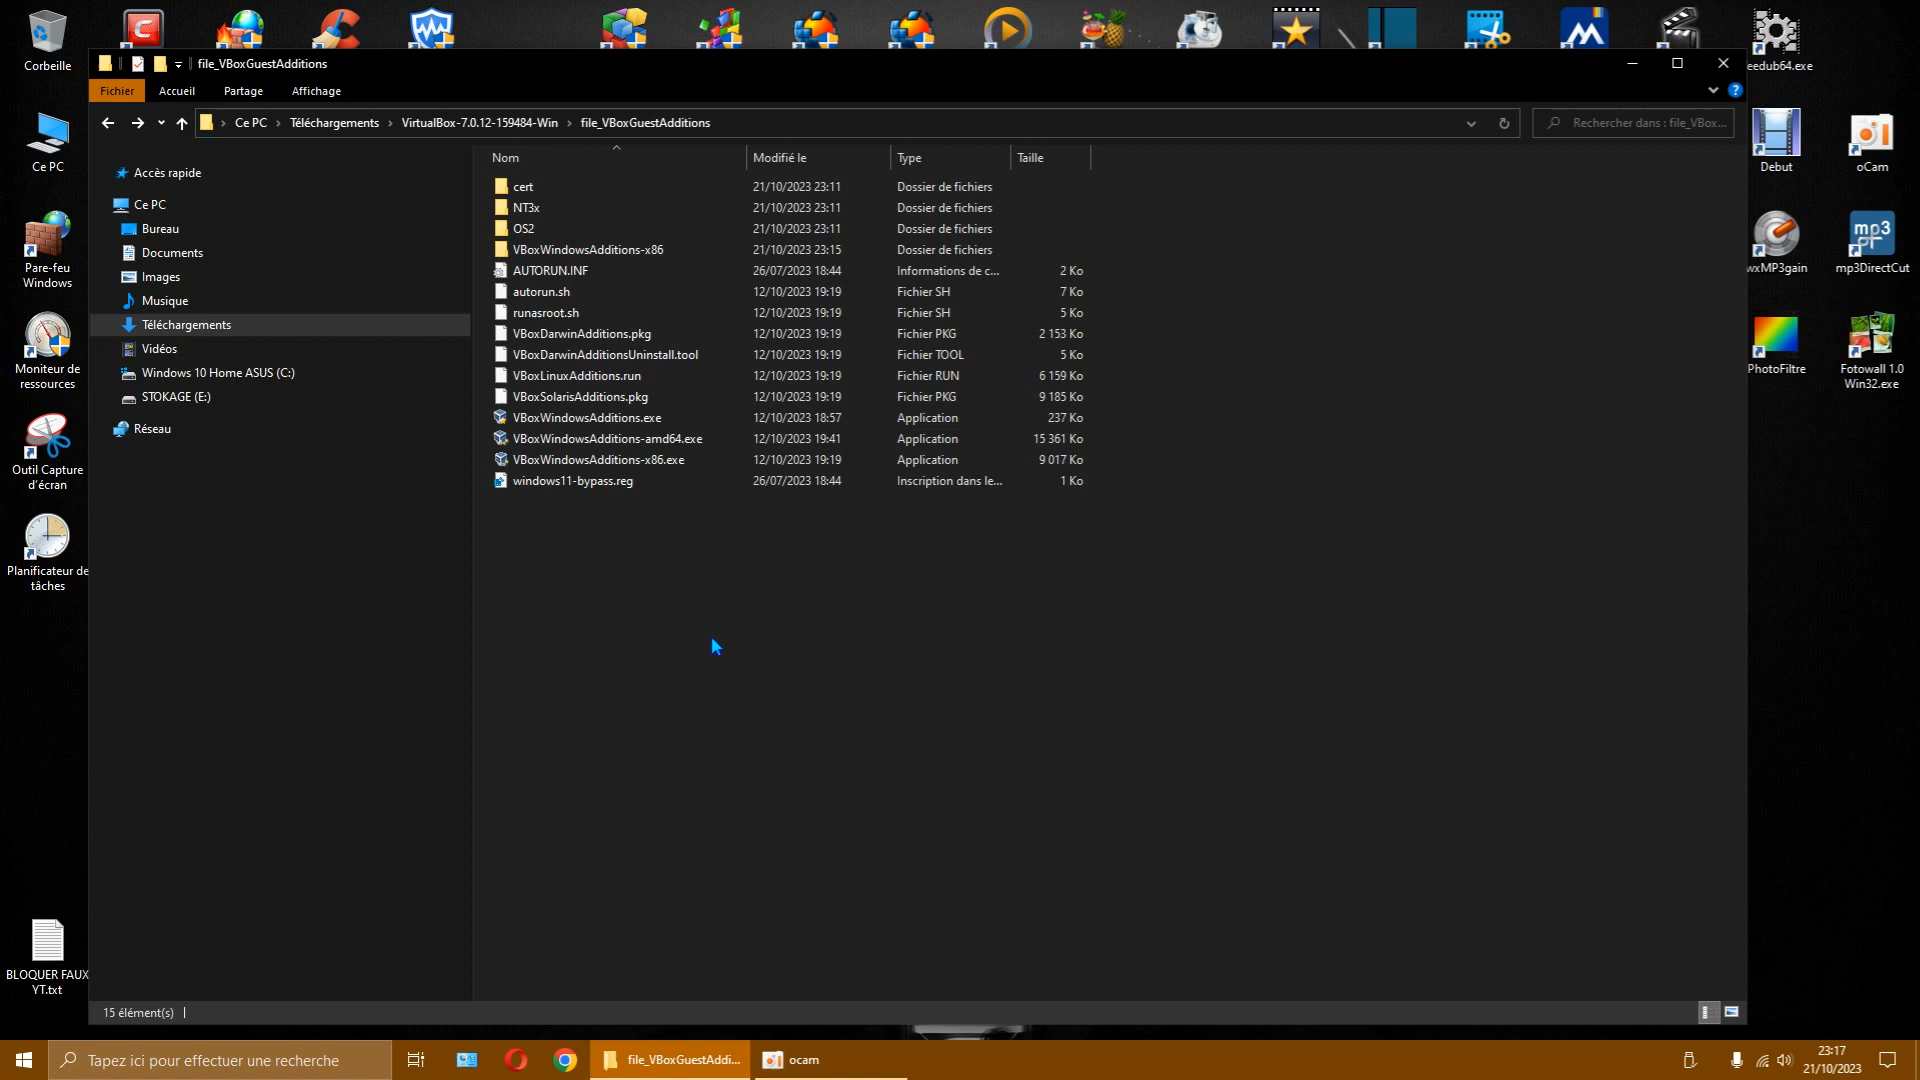 Corbeille
Ce PC
Pare-feu
Windows
Moniteur de
ressources
Outil Capture
d'écran
Planificateur de
tâches
BLOQUER FAUX
YT.txt
file_VBoxGuestAdditions
Fichier
Accueil
Partage
Affichage
?
Ce PC
Téléchargements
VirtualBox-7.0.12-159484-Win
file_VBoxGuestAdditions
Rechercher dans : file_VBox...
Accès rapide
Ce PC
Bureau
Documents
Images
Musique
Téléchargements
Vidéos
Windows 10 Home ASUS (C:)
STOKAGE (E:)
Réseau
Nom Modifié le Type Taille
cert 21/10/2023 23:11 Dossier de fichiers
NT3x 21/10/2023 23:11 Dossier de fichiers
OS2 21/10/2023 23:11 Dossier de fichiers
VBoxWindowsAdditions-x86 21/10/2023 23:15 Dossier de fichiers
AUTORUN.INF 26/07/2023 18:44 Informations de c... 2 Ko
autorun.sh 12/10/2023 19:19 Fichier SH 7 Ko
runasroot.sh 12/10/2023 19:19 Fichier SH 5 Ko
VBoxDarwinAdditions.pkg 12/10/2023 19:19 Fichier PKG 2 153 Ko
VBoxDarwinAdditionsUninstall.tool 12/10/2023 19:19 Fichier TOOL 5 Ko
VBoxLinuxAdditions.run 12/10/2023 19:19 Fichier RUN 6 159 Ko
VBoxSolarisAdditions.pkg 12/10/2023 19:19 Fichier PKG 9 185 Ko
VBoxWindowsAdditions.exe 12/10/2023 18:57 Application 237 Ko
VBoxWindowsAdditions-amd64.exe 12/10/2023 19:41 Application 15 361 Ko
VBoxWindowsAdditions-x86.exe 12/10/2023 19:19 Application 9 017 Ko
windows11-bypass.reg 26/07/2023 18:44 Inscription dans le... 1 Ko
15 élément(s)
eedub64.exe
Debut
oCam
wxMP3gain
mp3
mp3DirectCut
PhotoFiltre
Fotowall 1.0
Win32.exe
Tapez ici pour effectuer une recherche
file_VBoxGuestAddi...
ocam
23:17
21/10/2023